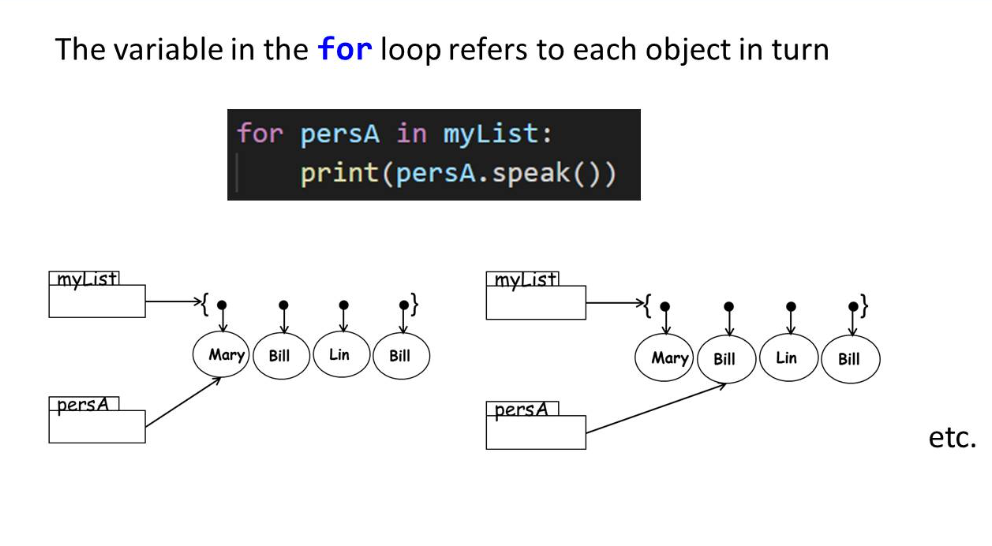 The variable in the for loop refers to each object in turn
for persA in myList:
print(persA.speak())
myList
{ }
Mary Bill Lin Bill
persA
myList
{ }
Mary Bill Lin Bill
persA
etc.